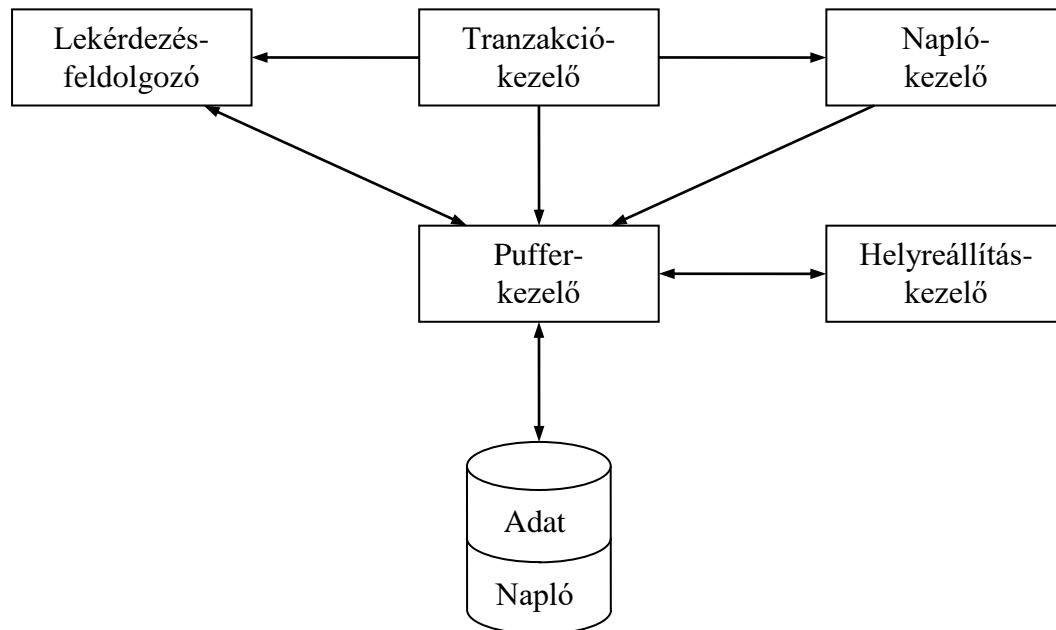 Lekérdezés-
feldolgozó
Tranzakció-
kezelő
Napló-
kezelő
Puffer-
kezelő
Helyreállítás-
kezelő
Adat
Napló